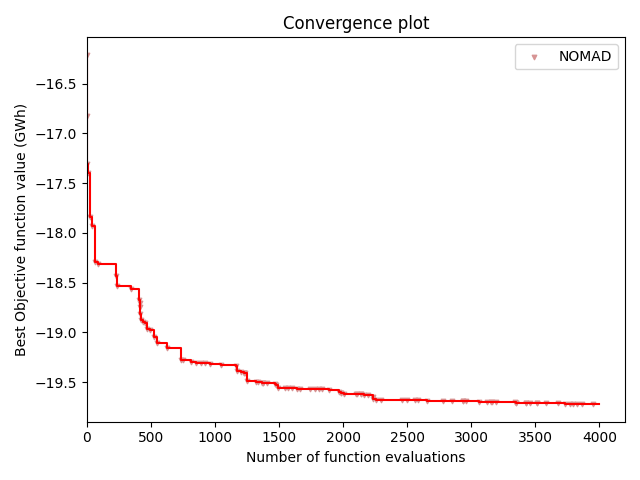 Convergence plot
NOMAD
Best Objective function value (GWh)
−16.5
−17.0
−17.5
−18.0
−18.5
−19.0
−19.5
0 500 1000 1500 2000 2500 3000 3500 4000
Number of function evaluations